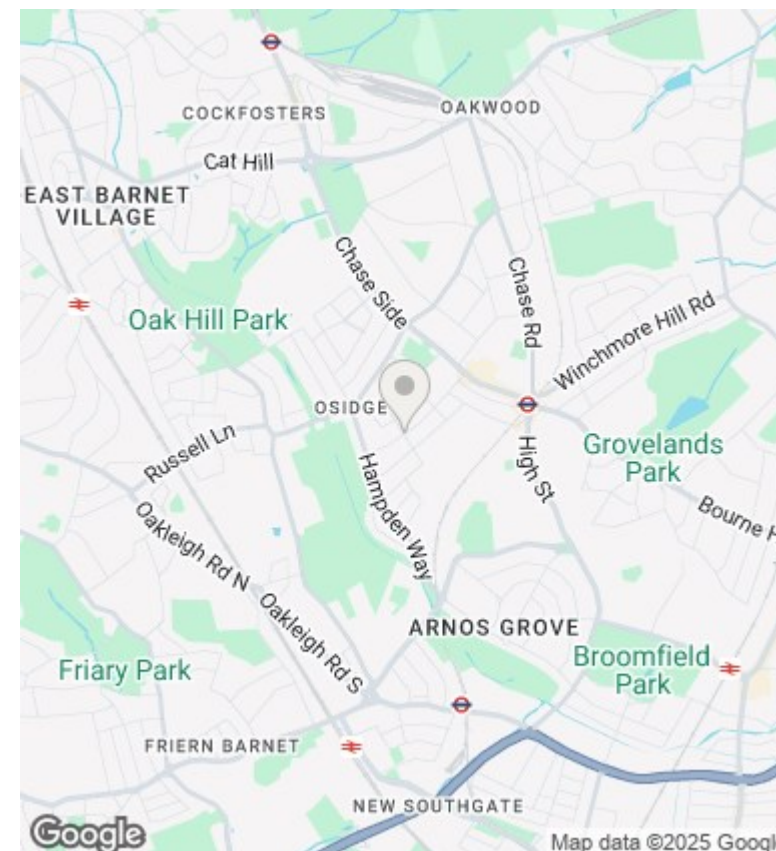 COCKFOSTERS
OAKWOOD
Cat Hill
EAST BARNET
VILLAGE
Chase Side
Chase Rd
Oak Hill Park
Winchmore Hill Rd
OSIDGE
Russell Ln
High St
Grovelands
Park
Hampden Way
Bourne H
Oakleigh Rd N
Oakleigh Rd S
ARNOS GROVE
Friary Park
Broomfield
Park
FRIERN BARNET
NEW SOUTHGATE
Google
Map data ©2025 Googl